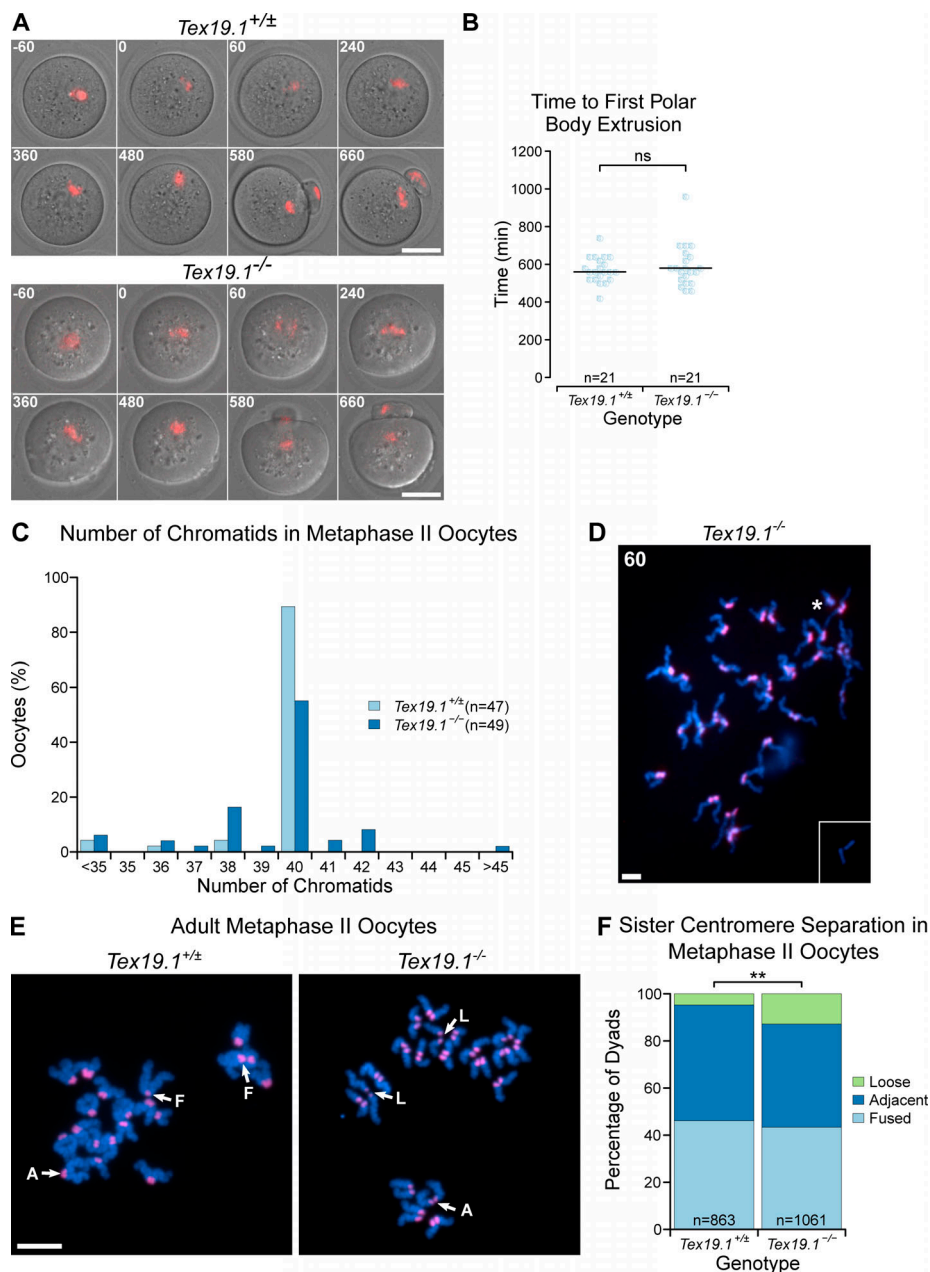 A
Tex19.1+/±
-60 0 60 240
360 480 580 660
Tex19.1-/-
-60 0 60 240
360 480 580 660
B
Time to First Polar
Body Extrusion
ns
1200
1000
800
600
400
200
0
Time (min)
n=21 n=21
Tex19.1+/± Tex19.1−/−
Genotype
C Number of Chromatids in Metaphase II Oocytes
100
80
60
40
20
0
Oocytes (%)
Tex19.1+/± (n=47)
Tex19.1−/− (n=49)
<35 35 36 37 38 39 40 41 42 43 44 45 >45
Number of Chromatids
D Tex19.1-/-
60
*
E Adult Metaphase II Oocytes
Tex19.1+/± Tex19.1-/-
F
F
A
L
L
A
F Sister Centromere Separation in
Metaphase II Oocytes
**
100
80
60
40
20
0
Percentage of Dyads
Loose
Adjacent
Fused
n=863 n=1061
Tex19.1+/± Tex19.1−/−
Genotype